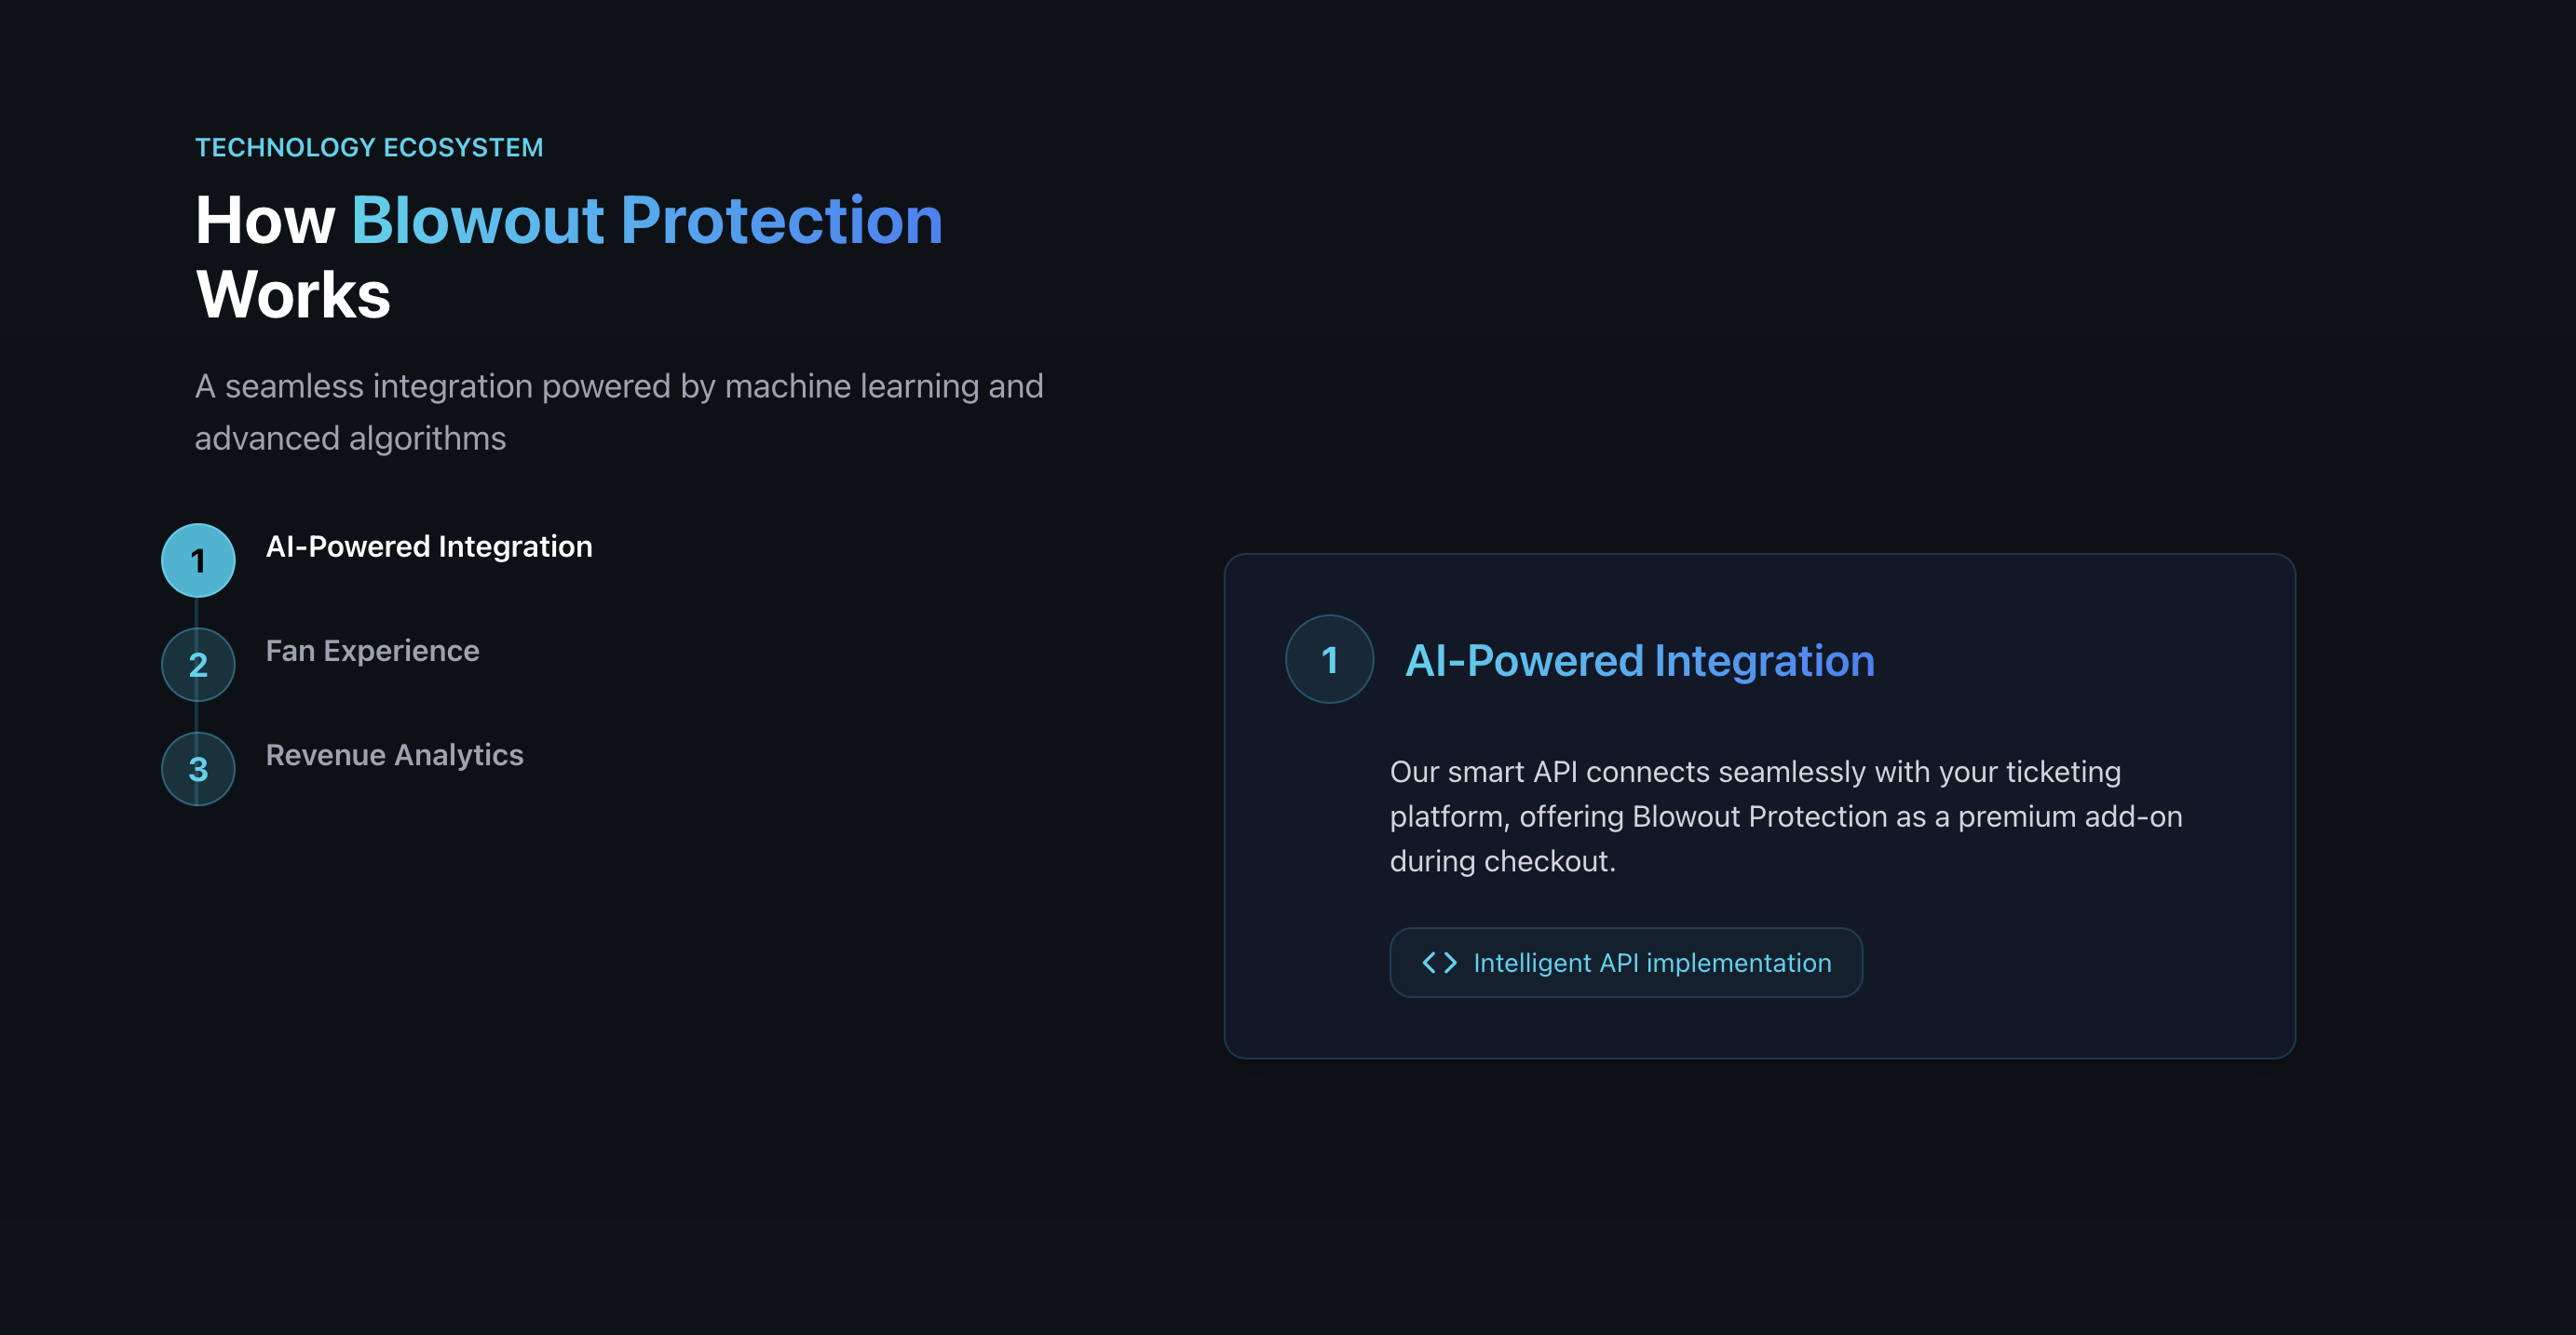 TECHNOLOGY ECOSYSTEM
How Blowout Protection
Works
A seamless integration powered by machine learning and
advanced algorithms
1 AI-Powered Integration
2 Fan Experience
3 Revenue Analytics
1 AI-Powered Integration
Our smart API connects seamlessly with your ticketing
platform, offering Blowout Protection as a premium add-on
during checkout.
Intelligent API implementation